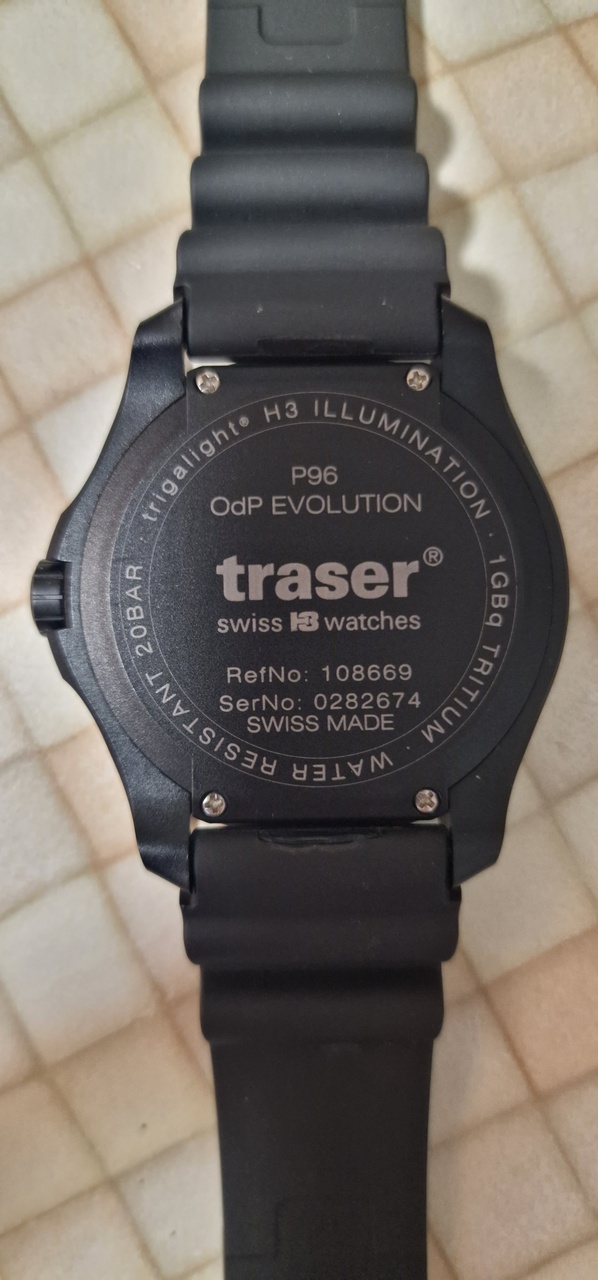 trigalight® H3 ILLUMINATION · 1GBq TRITIUM · WATER RESISTANT 20BAR ·
P96
OdP EVOLUTION
traser®
swiss H3 watches
RefNo: 108669
SerNo: 0282674
SWISS MADE